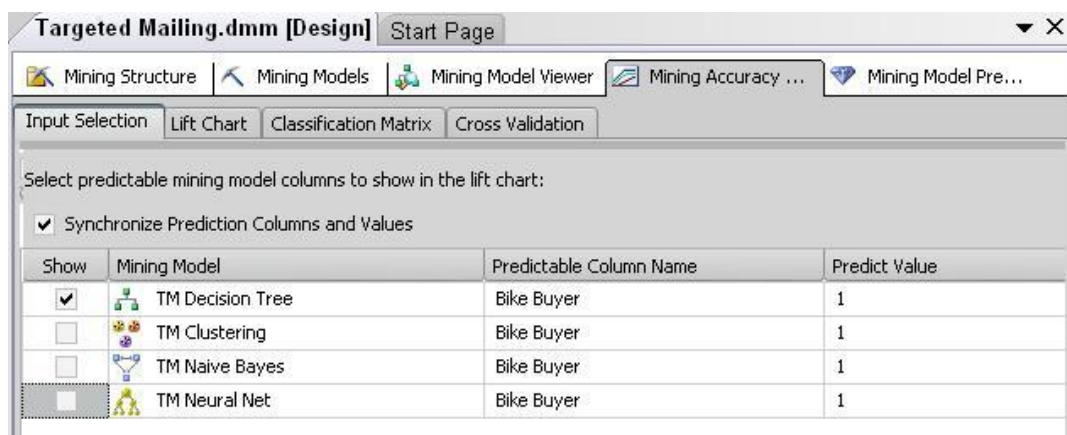 Targeted Mailing.dmm [Design] Start Page
Mining Structure Mining Models Mining Model Viewer Mining Accuracy ... Mining Model Pre...
Input Selection Lift Chart Classification Matrix Cross Validation
Select predictable mining model columns to show in the lift chart:
Synchronize Prediction Columns and Values
Show Mining Model Predictable Column Name Predict Value
TM Decision Tree Bike Buyer 1
TM Clustering Bike Buyer 1
TM Naive Bayes Bike Buyer 1
TM Neural Net Bike Buyer 1